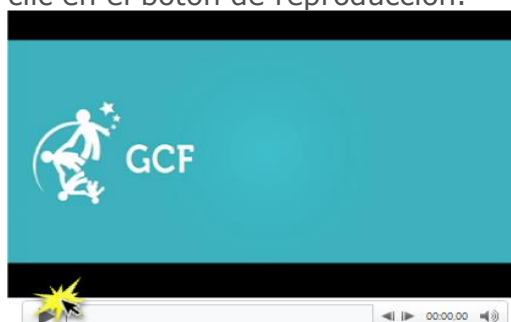 clic en el botón de reproducción.
GCF
00:00,00